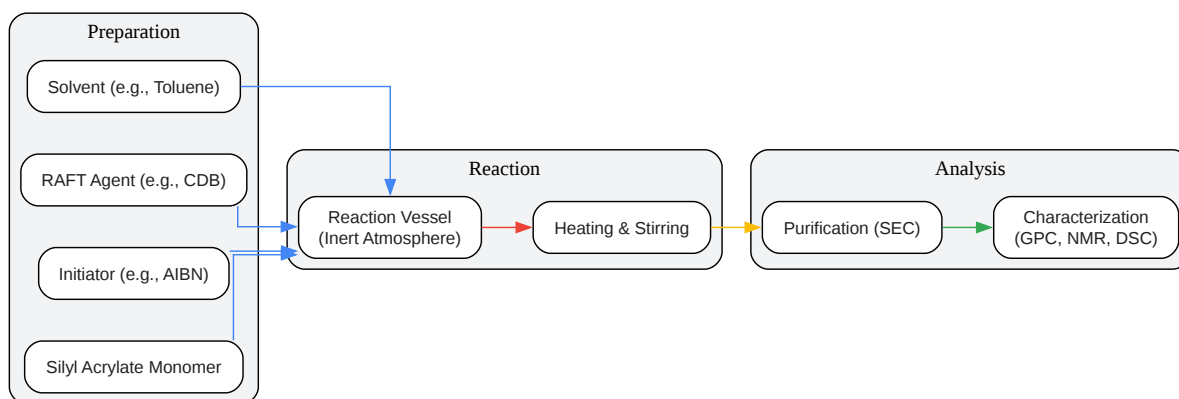 Preparation
Solvent (e.g., Toluene)
RAFT Agent (e.g., CDB)
Initiator (e.g., AIBN)
Silyl Acrylate Monomer
Reaction
Reaction Vessel
(Inert Atmosphere)
Heating & Stirring
Analysis
Purification (SEC)
Characterization
(GPC, NMR, DSC)